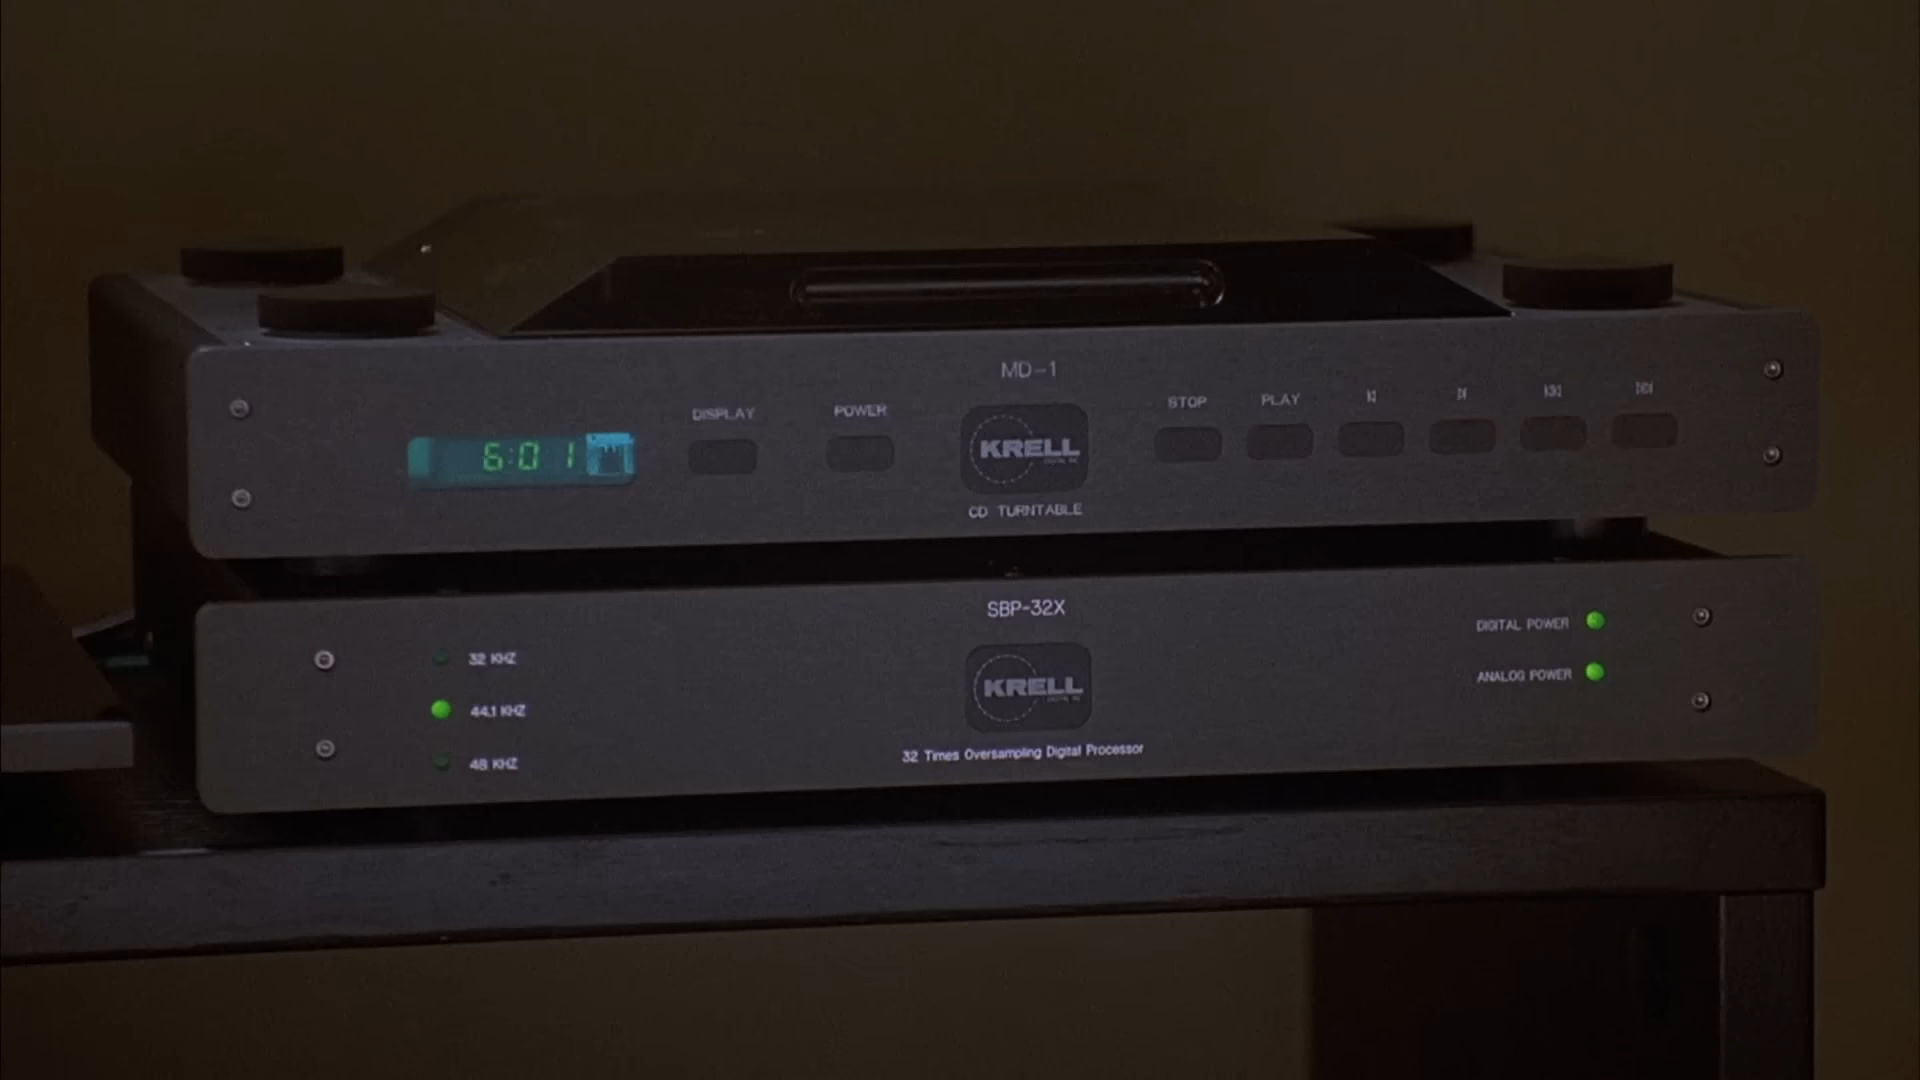 MD-1
DISPLAY
POWER
STOP
PLAY
6:01
KRELL
CD TURNTABLE
SBP-32X
32 KHZ
44.1 KHZ
48 KHZ
KRELL
DIGITAL POWER
ANALOG POWER
32 Times Oversampling Digital Processor